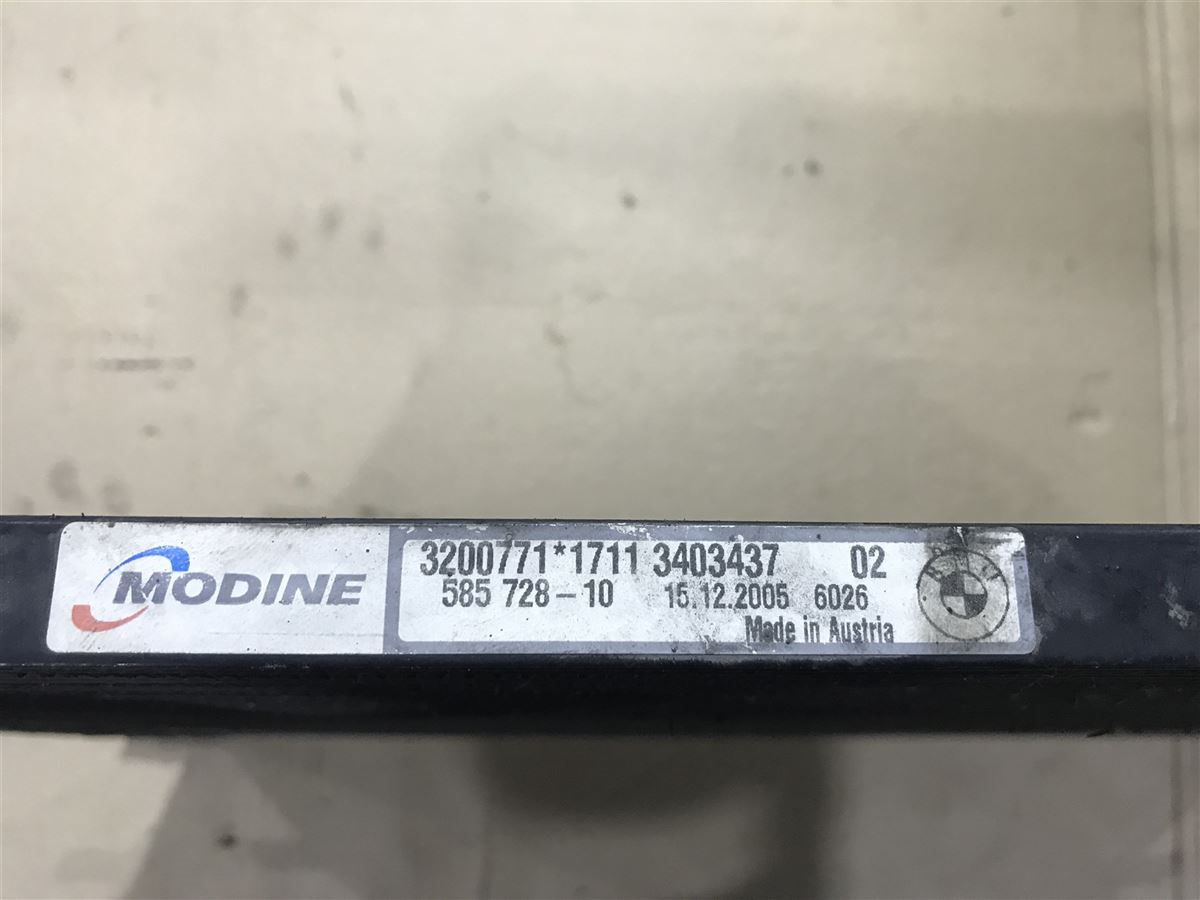 MODINE
3200771*1711 3403437 02
585 728-10 15.12.2005 6026
Made in Austria